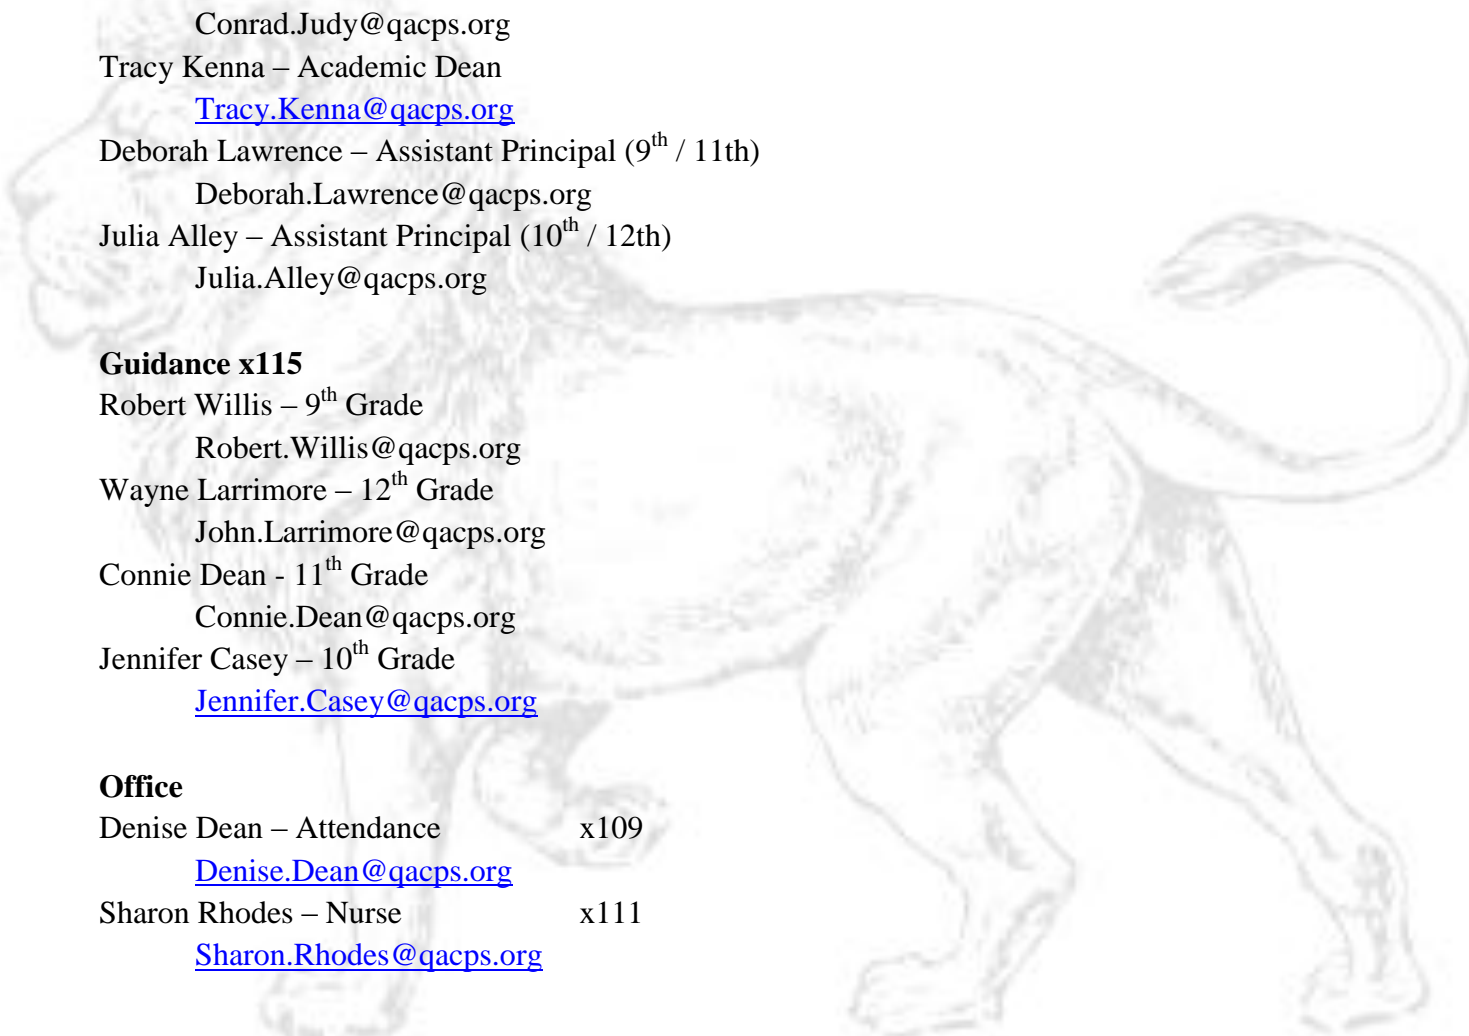 Conrad.Judy@qacps.org
Tracy Kenna – Academic Dean
Tracy.Kenna@qacps.org
Deborah Lawrence – Assistant Principal (9th / 11th)
Deborah.Lawrence@qacps.org
Julia Alley – Assistant Principal (10th / 12th)
Julia.Alley@qacps.org
Guidance x115
Robert Willis – 9th Grade
Robert.Willis@qacps.org
Wayne Larrimore – 12th Grade
John.Larrimore@qacps.org
Connie Dean - 11th Grade
Connie.Dean@qacps.org
Jennifer Casey – 10th Grade
Jennifer.Casey@qacps.org
Office
Denise Dean – Attendance x109
Denise.Dean@qacps.org
Sharon Rhodes – Nurse x111
Sharon.Rhodes@qacps.org